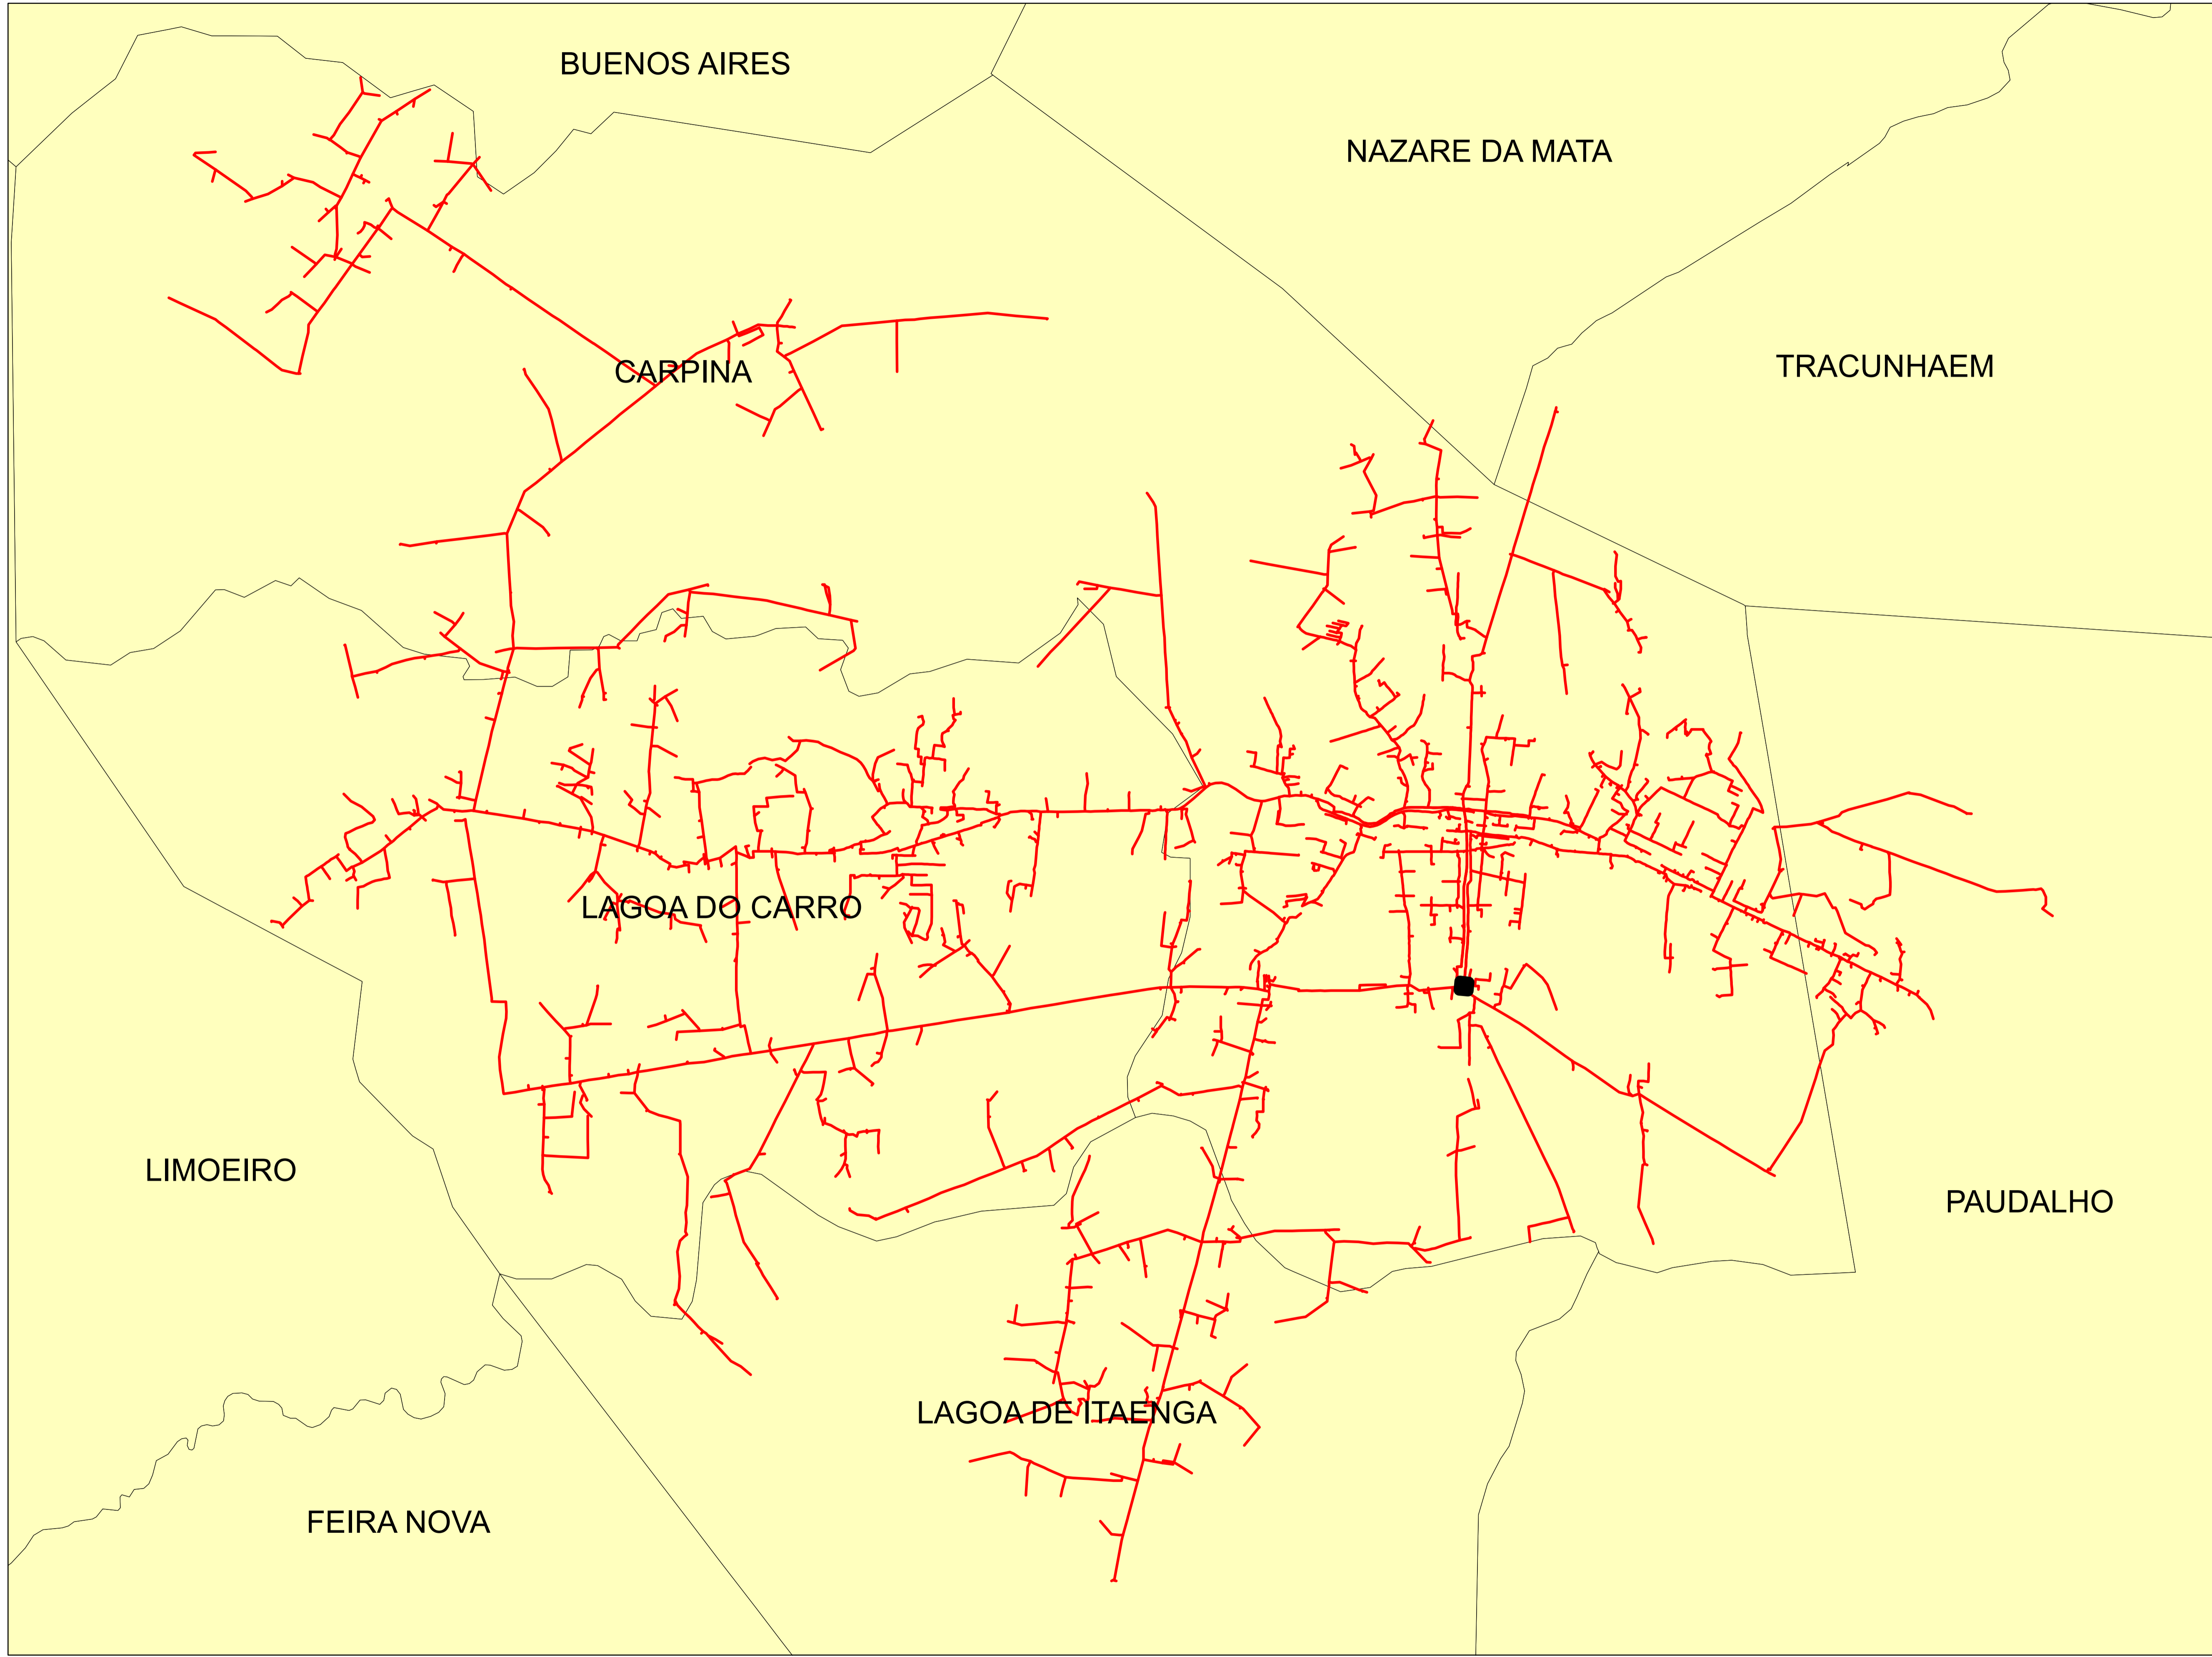 BUENOS AIRES
NAZARE DA MATA
TRACUNHAEM
CARPINA
LAGOA DO CARRO
LIMOEIRO
PAUDALHO
LAGOA DE ITAENGA
FEIRA NOVA